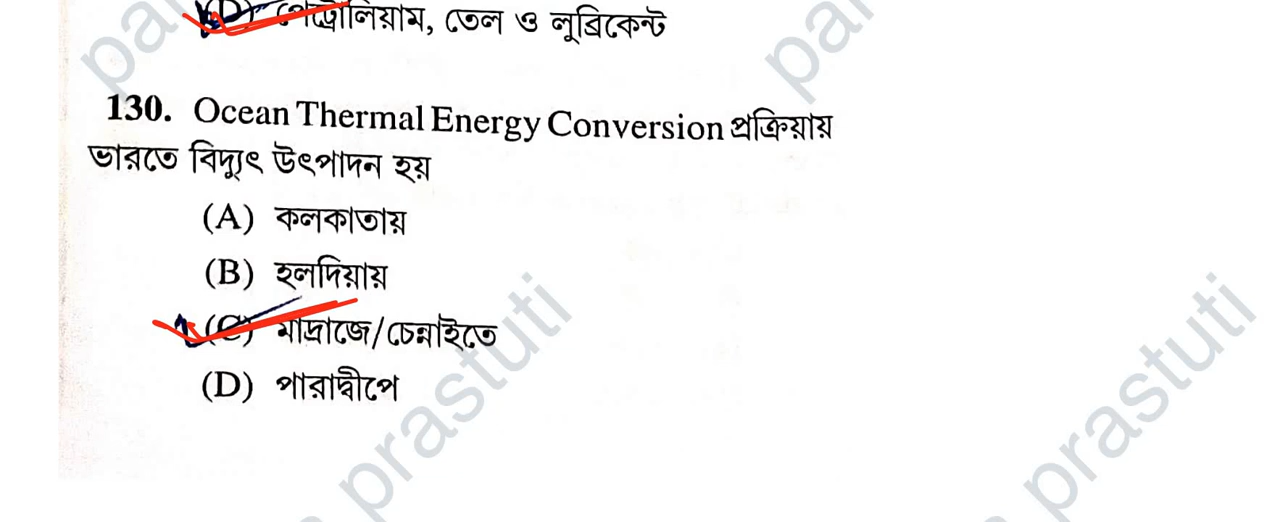 (D) পেট্রোলিয়াম, তেল ও লুব্রিকেন্ট
130. Ocean Thermal Energy Conversion প্রক্রিয়ায়
ভারতে বিদ্যুৎ উৎপাদন হয়
(A) কলকাতায়
(B) হলদিয়ায়
(C) মাদ্রাজে/চেন্নাইতে
(D) পারাদ্বীপে
prastuti
prastuti